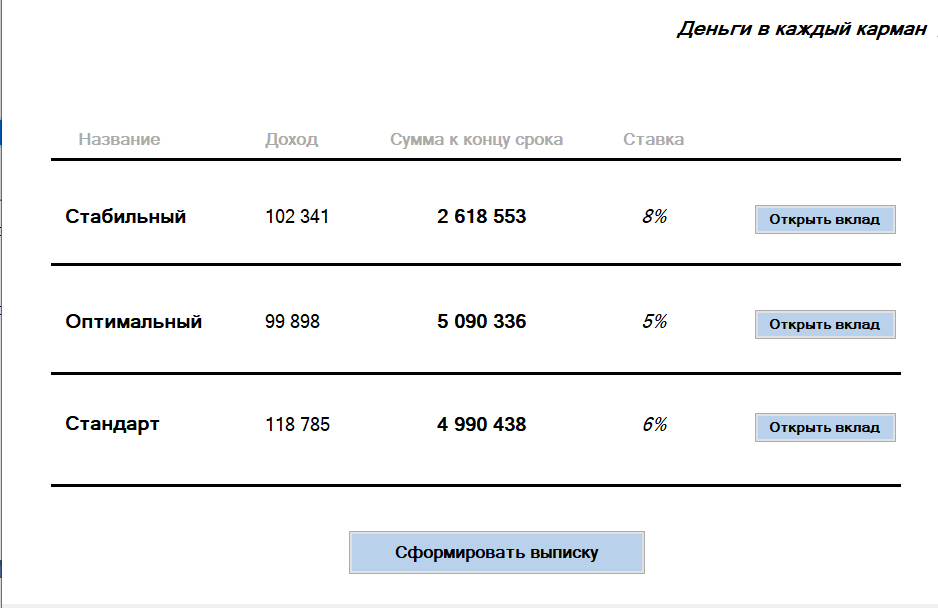 Деньги в каждый карман
Название Доход Сумма к концу срока Ставка
Стабильный 102 341 2 618 553 8% Открыть вклад
Оптимальный 99 898 5 090 336 5% Открыть вклад
Стандарт 118 785 4 990 438 6% Открыть вклад
Сформировать выписку